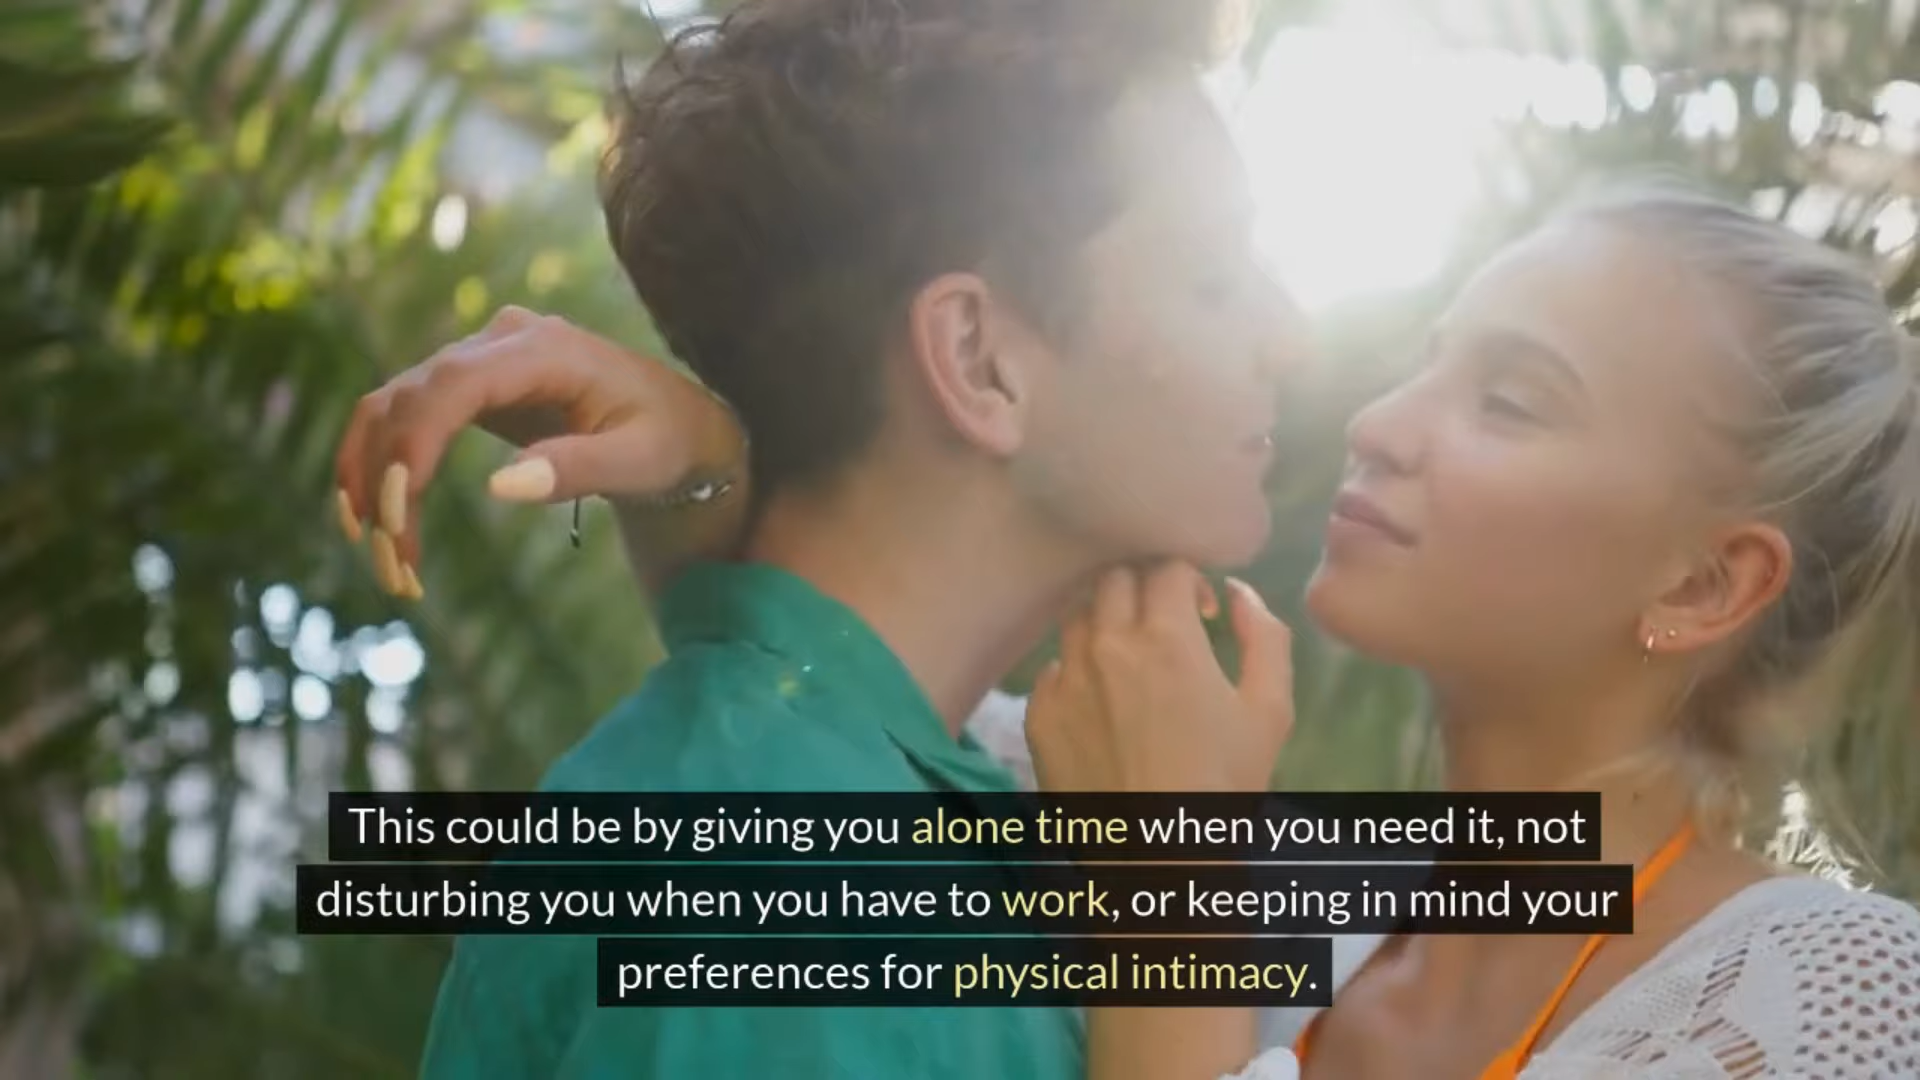 This could be by giving you alone time when you need it, not
disturbing you when you have to work, or keeping in mind your
preferences for physical intimacy.